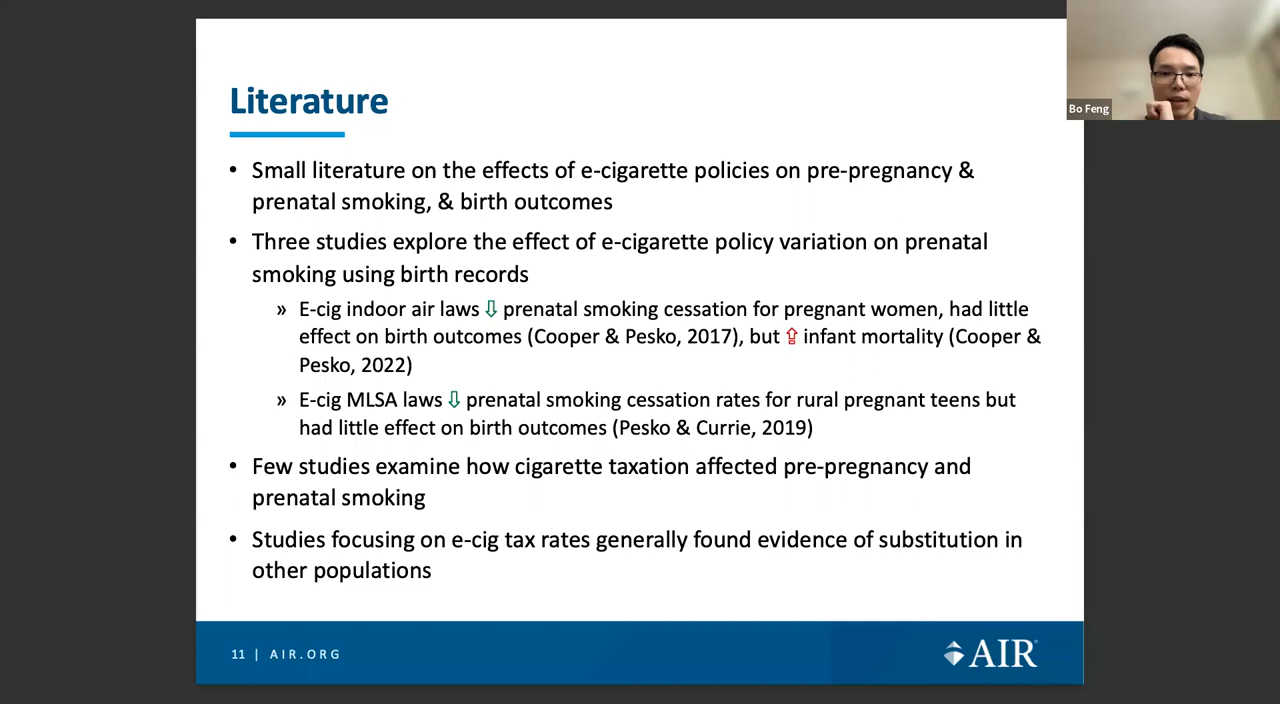 Literature
• Small literature on the effects of e-cigarette policies on pre-pregnancy &
prenatal smoking, & birth outcomes
• Three studies explore the effect of e-cigarette policy variation on prenatal
smoking using birth records
» E-cig indoor air laws ⇩ prenatal smoking cessation for pregnant women, had little
effect on birth outcomes (Cooper & Pesko, 2017), but ⇧ infant mortality (Cooper &
Pesko, 2022)
» E-cig MLSA laws ⇩ prenatal smoking cessation rates for rural pregnant teens but
had little effect on birth outcomes (Pesko & Currie, 2019)
• Few studies examine how cigarette taxation affected pre-pregnancy and
prenatal smoking
• Studies focusing on e-cig tax rates generally found evidence of substitution in
other populations
11 | AIR.ORG
AIR
Bo Feng